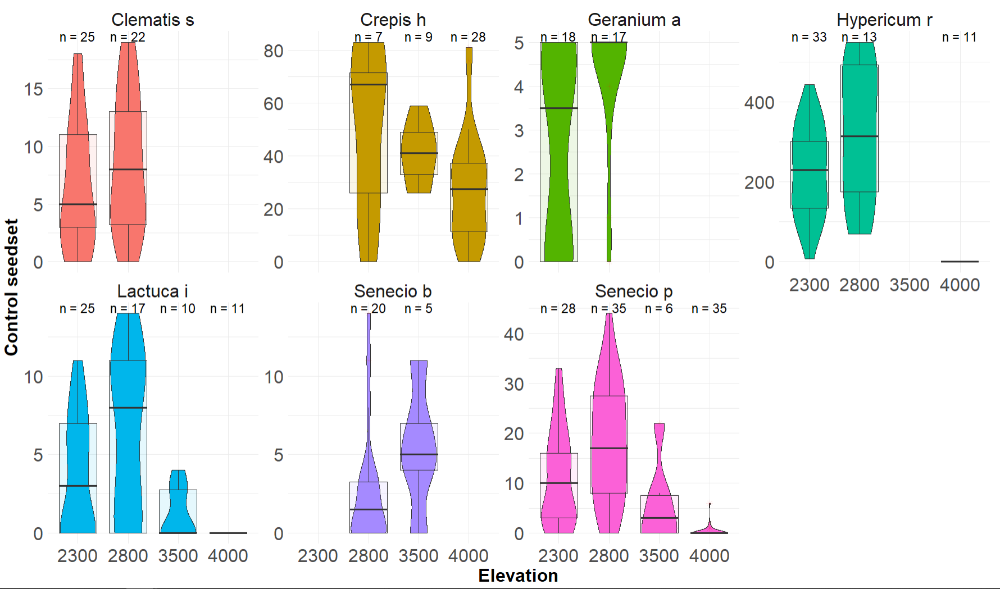 Clematis s
Crepis h
Geranium a
Hypericum r
n = 25
n = 22
n = 7
n = 9
n = 28
n = 18
n = 17
n = 33
n = 13
n = 11
15
10
5
0
80
60
40
20
0
5
4
3
2
1
0
400
200
0
2300 2800 3500 4000
Control seedset
Lactuca i
Senecio b
Senecio p
n = 25
n = 17
n = 10
n = 11
n = 20
n = 5
n = 28
n = 35
n = 6
n = 35
10
5
0
10
5
0
40
30
20
10
0
2300 2800 3500 4000
2300 2800 3500 4000
2300 2800 3500 4000
Elevation